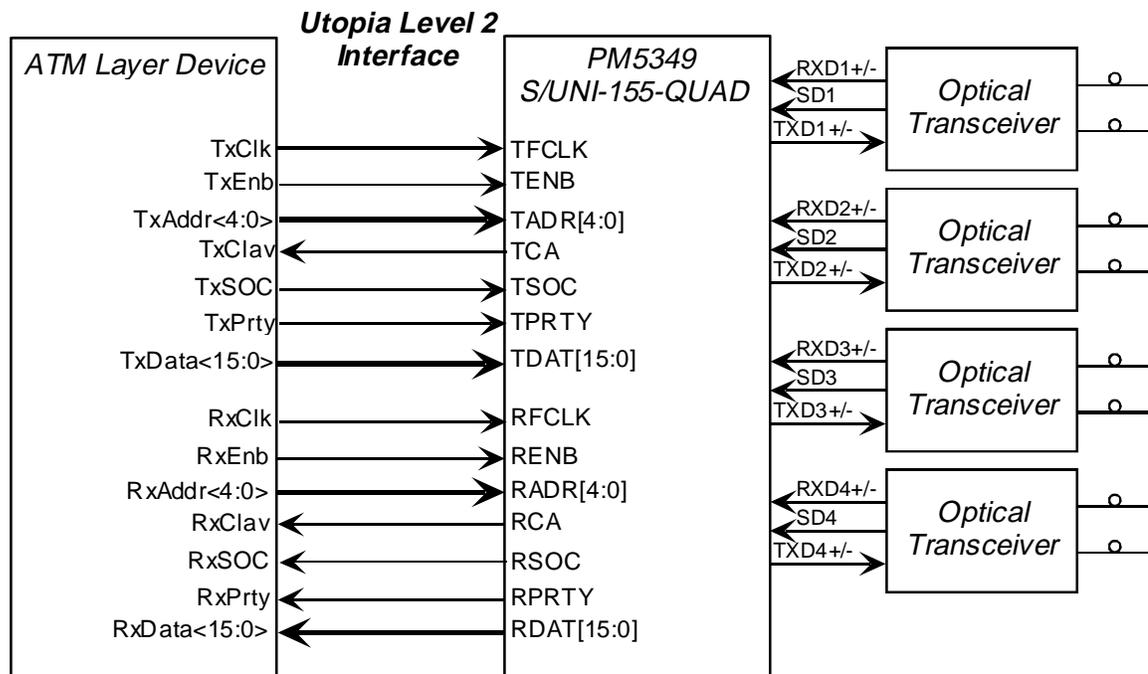 Utopia Level 2
Interface
ATM Layer Device
PM5349
S/UNI-155-QUAD
TxClk
TFCLK
TxEnb
TENB
TxAddr<4:0>
TADR[4:0]
TxClav
TCA
TxSOC
TSOC
TxPrty
TPRTY
TxData<15:0>
TDAT[15:0]
RxClk
RFCLK
RxEnb
RENB
RxAddr<4:0>
RADR[4:0]
RxClav
RCA
RxSOC
RSOC
RxPrty
RPRTY
RxData<15:0>
RDAT[15:0]
RXD1+/-
SD1
TXD1+/-
Optical
Transceiver
RXD2+/-
SD2
TXD2+/-
Optical
Transceiver
RXD3+/-
SD3
TXD3+/-
Optical
Transceiver
RXD4+/-
SD4
TXD4+/-
Optical
Transceiver